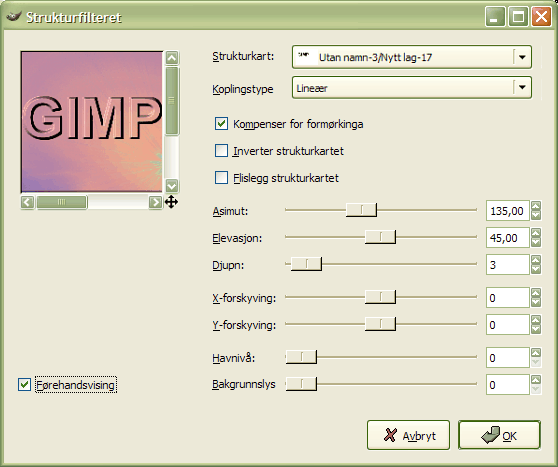 Strukturfilteret
GIMP
Strukturkart: GIMP Utan namn-3/Nytt lag-17
Koplingstype Lineær
Kompenser for formørkinga
Inverter strukturkartet
Flislegg strukturkartet
Asimut: 135,00
Elevasjon: 45,00
Djupn: 3
X-forskyving: 0
Y-forskyving: 0
Havnivå: 0
Førehandsvising
Bakgrunnslys 0
Avbryt OK